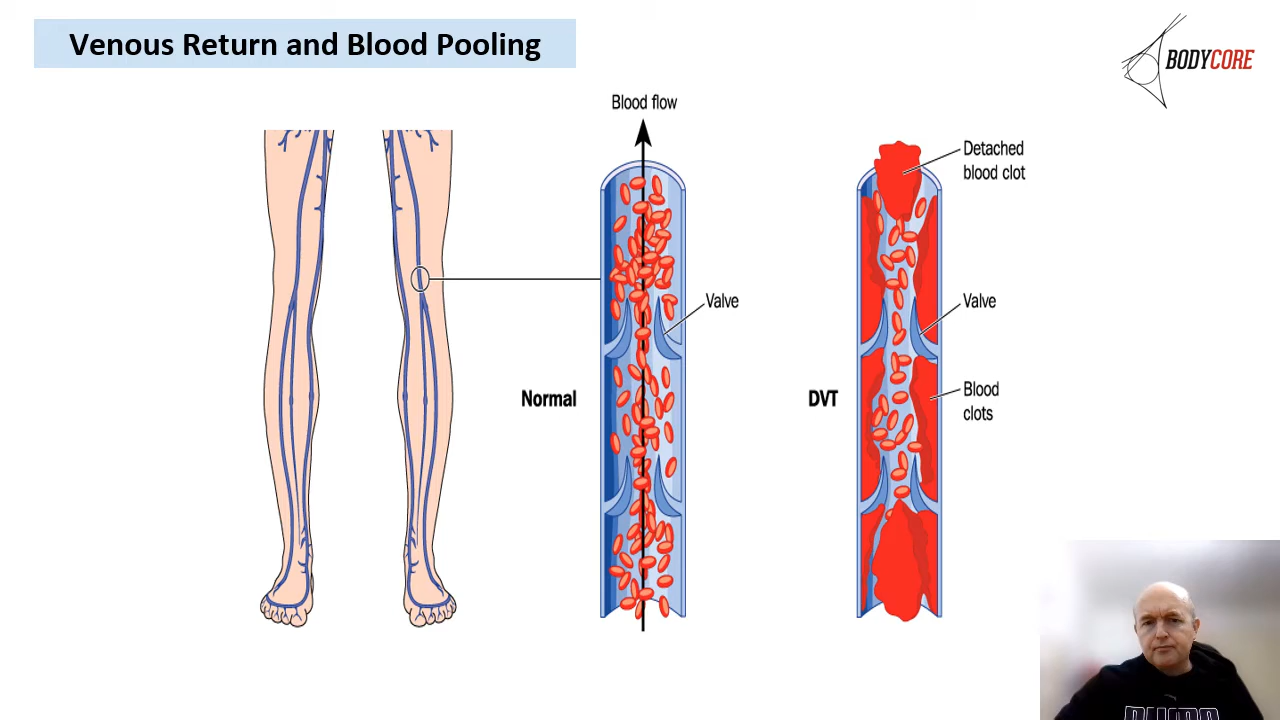 Venous Return and Blood Pooling
BODYCORE
Blood flow
Detached
blood clot
Valve
Valve
Normal
DVT
Blood
clots